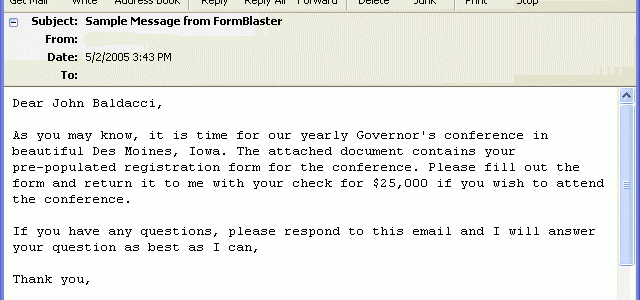 Get Mail Write Address Book Reply Reply All Forward Delete Junk Print Stop
Subject: Sample Message from FormBlaster
From:
Date: 5/2/2005 3:43 PM
To:
Dear John Baldacci,
As you may know, it is time for our yearly Governor's conference in
beautiful Des Moines, Iowa. The attached document contains your
pre-populated registration form for the conference. Please fill out the
form and return it to me with your check for $25,000 if you wish to attend
the conference.
If you have any questions, please respond to this email and I will answer
your question as best as I can,
Thank you,